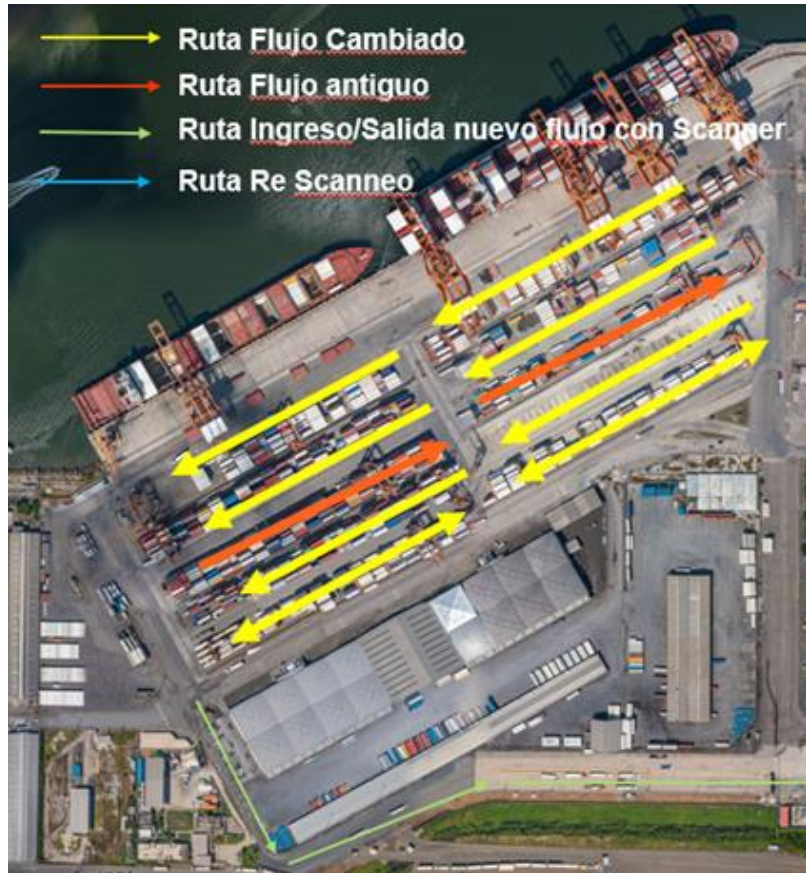 Ruta Flujo Cambiado
Ruta Flujo antiguo
Ruta Ingreso/Salida nuevo flujo con Scanner
Ruta Re Scanneo